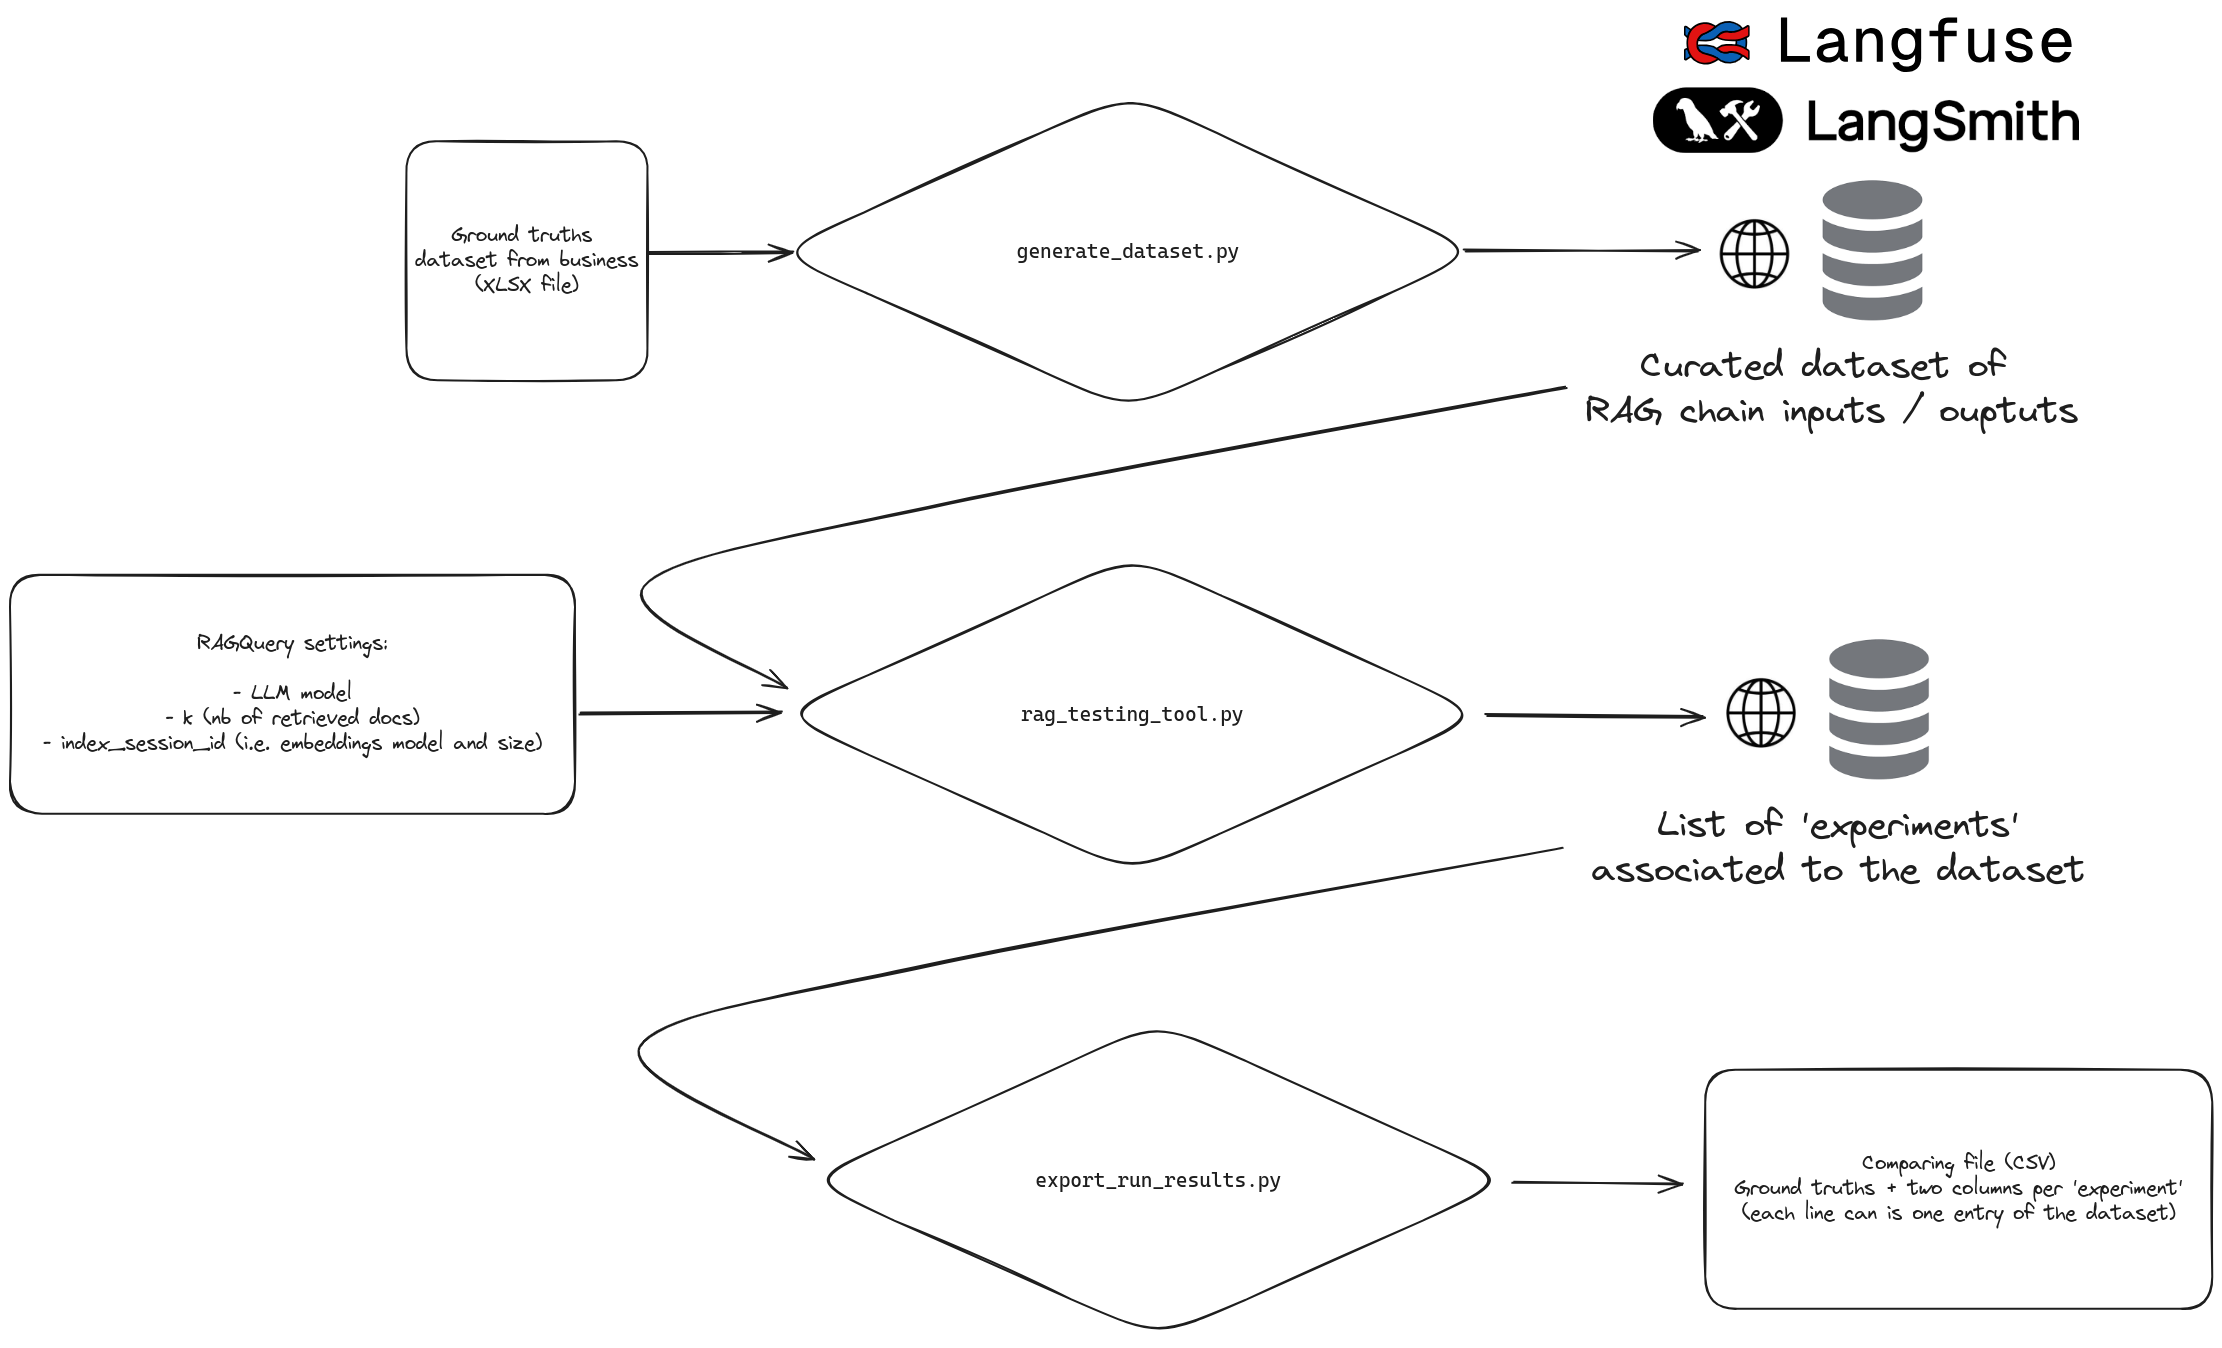 Langfuse
LangSmith
Ground truths
dataset from business
(XLSX file)
generate_dataset.py
Curated dataset of
RAG chain inputs / ouptuts
RAGQuery settings:
- LLM model
- k (nb of retrieved docs)
- index_session_id (i.e. embeddings model and size)
rag_testing_tool.py
List of 'experiments'
associated to the dataset
export_run_results.py
Comparing file (CSV)
Ground truths + two columns per 'experiment'
(each line can is one entry of the dataset)